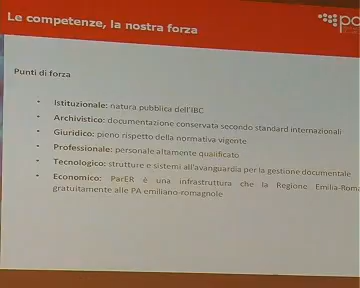 Le competenze, la nostra forza
Punti di forza
• Istituzionale: natura pubblica dell'IBC
• Archivistico: documentazione conservata secondo standard internazionali
• Giuridico: pieno rispetto della normativa vigente
• Professionale: personale altamente qualificato
• Tecnologico: strutture e sistemi all'avanguardia per la gestione documentale
• Economico: ParER è una infrastruttura che la Regione Emilia-Roma
gratuitamente alle PA emiliano-romagnole